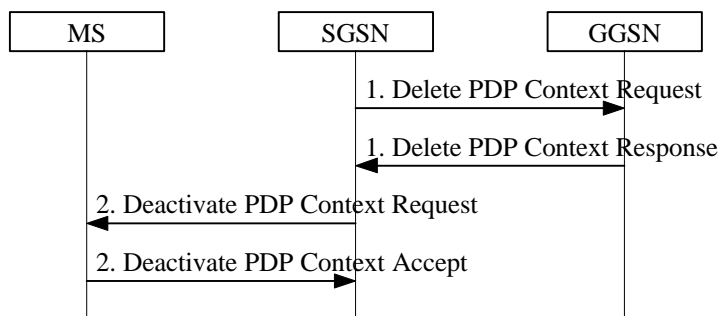 MS SGSN GGSN
1. Delete PDP Context Request
1. Delete PDP Context Response
2. Deactivate PDP Context Request
2. Deactivate PDP Context Accept